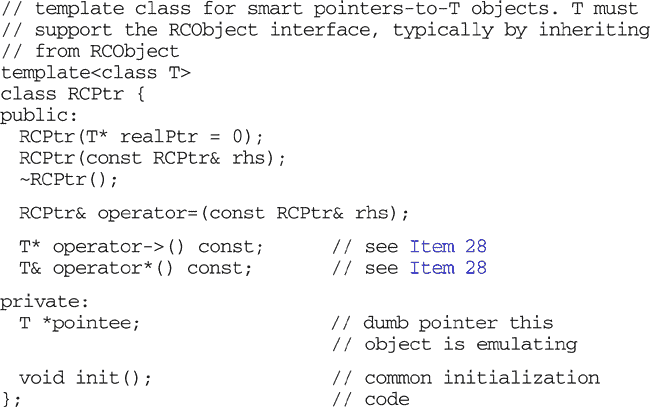 // template class for smart pointers-to-T objects. T must
// support the RCObject interface, typically by inheriting
// from RCObject
template<class T>
class RCPtr {
public:
  RCPtr(T* realPtr = 0);
  RCPtr(const RCPtr& rhs);
  ~RCPtr();
  RCPtr& operator=(const RCPtr& rhs);
  T* operator->() const;      // see Item 28
  T& operator*() const;       // see Item 28
private:
  T *pointee;                 // dumb pointer this
                              // object is emulating
  void init();                // common initialization
};                            // code